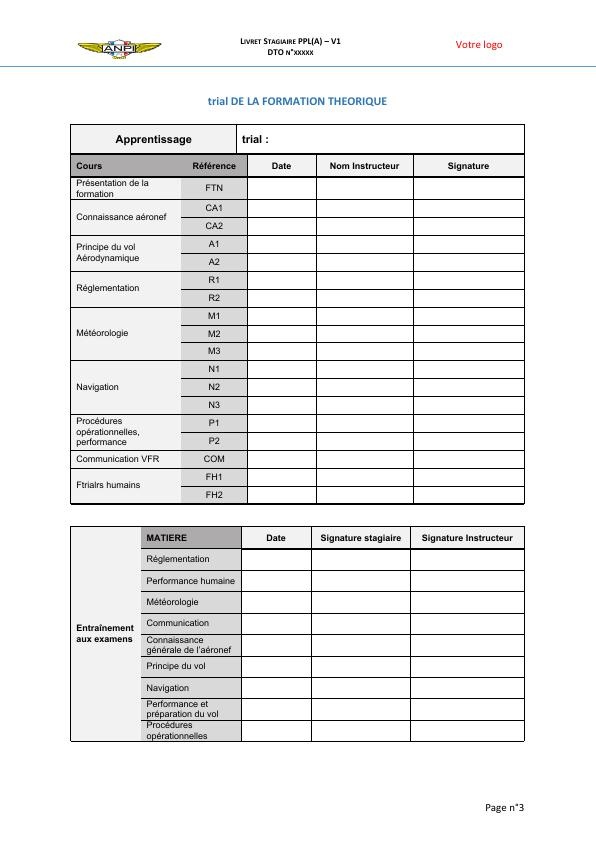 ANPI
LIVRET STAGIAIRE PPL(A) – V1
DTO N°XXXXX
Votre logo
trial DE LA FORMATION THEORIQUE
Apprentissage trial :
Cours Référence Date Nom Instructeur Signature
Présentation de la
formation
FTN
Connaissance aéronef
CA1
CA2
Principe du vol
Aérodynamique
A1
A2
Réglementation
R1
R2
Météorologie
M1
M2
M3
Navigation
N1
N2
N3
Procédures
opérationnelles,
performance
P1
P2
Communication VFR COM
Ftrialrs humains
FH1
FH2
MATIERE Date Signature stagiaire Signature Instructeur
Entraînement
aux examens
Réglementation
Performance humaine
Météorologie
Communication
Connaissance
générale de l'aéronef
Principe du vol
Navigation
Performance et
préparation du vol
Procédures
opérationnelles
Page n°3